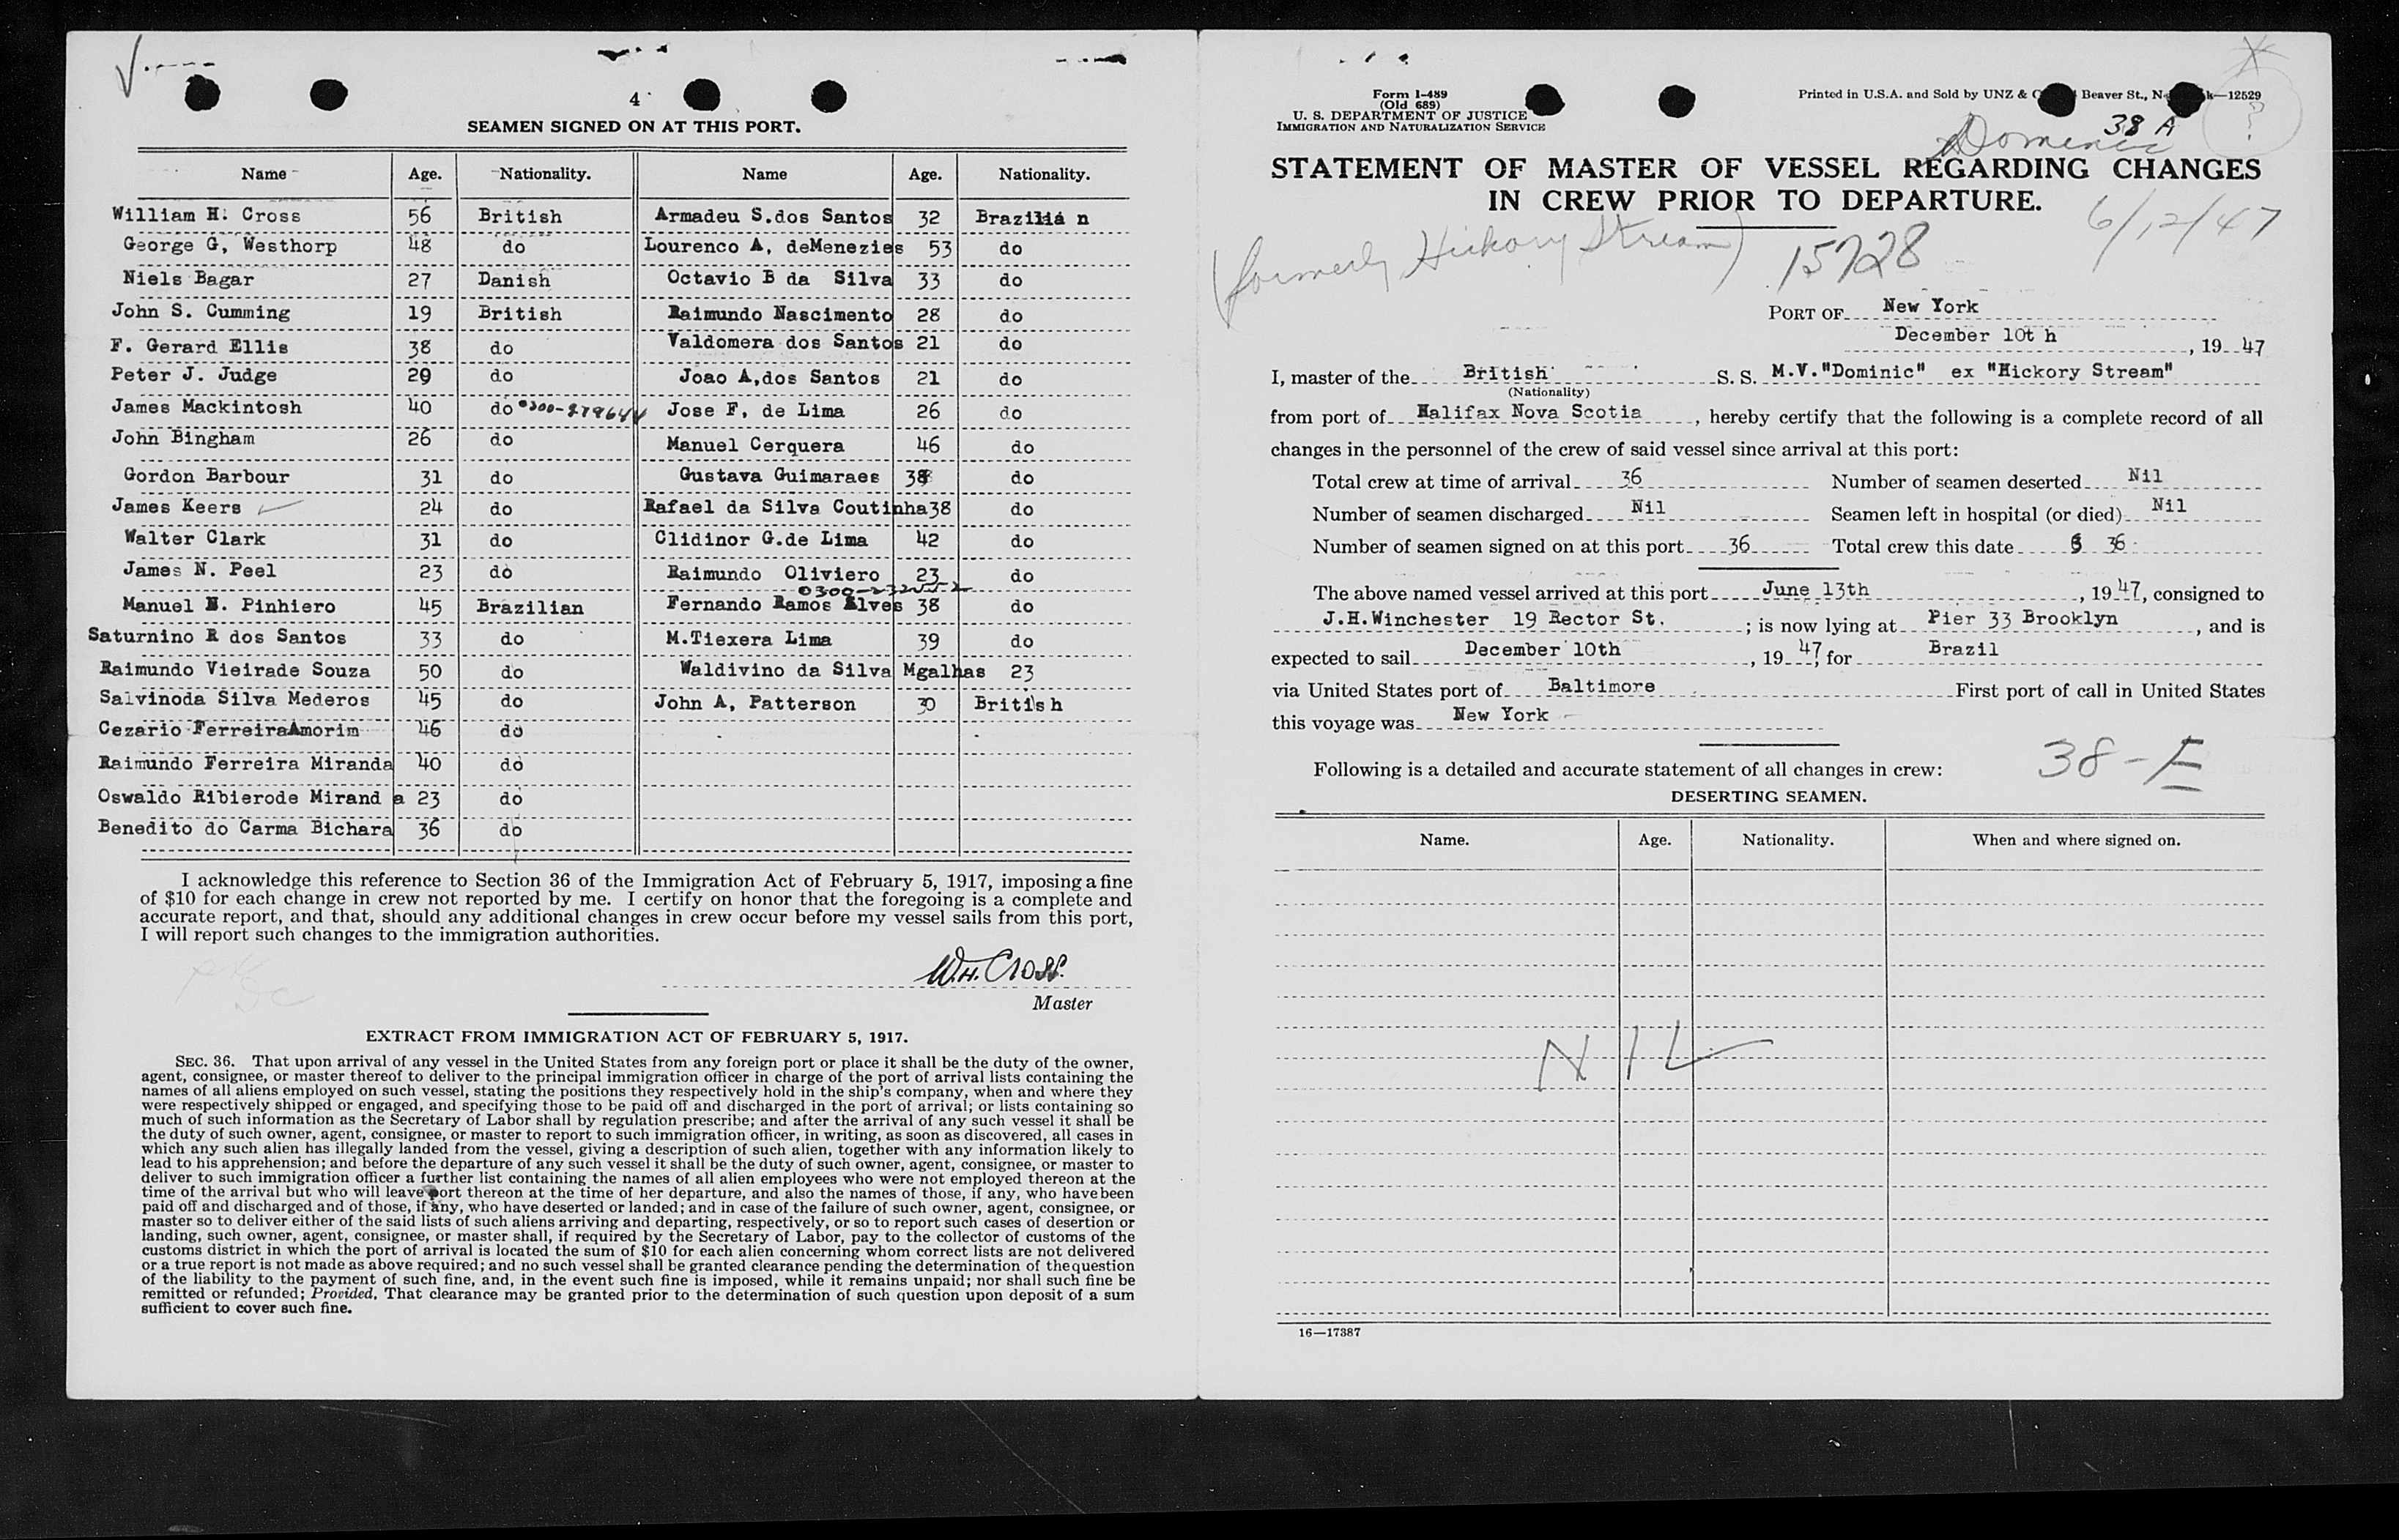 4
SEAMEN SIGNED ON AT THIS PORT.
Name Age. Nationality. Name Age. Nationality.
William H. Cross 56 British Armadeu S.dos Santos 32 Brazilian
George G, Westhorp 48 do Lourenco A, deMenezies 53 do
Niels Bagar 27 Danish Octavio B da Silva 33 do
John S. Cumming 19 British Raimundo Nascimento 28 do
F. Gerard Ellis 38 do Valdomera dos Santos 21 do
Peter J. Judge 29 do Joao A,dos Santos 21 do
James Mackintosh 40 do 0300-279644 Jose F, de Lima 26 do
John Bingham 26 do Manuel Cerquera 46 do
Gordon Barbour 31 do Gustava Guimaraes 38 do
James Keers 24 do Rafael da Silva Coutinha 38 do
Walter Clark 31 do Clidinor G.de Lima 42 do
James N. Peel 23 do Raimundo Oliviero 23 do
Manuel N. Pinhiero 45 Brazilian Fernando Ramos Alves 38 do
Saturnino R dos Santos 33 do M.Tiexera Lima 39 do
Raimundo Vieirade Souza 50 do Waldivino da Silva Mgalhas 23
Salvinoda Silva Mederos 45 do John A, Patterson 30 British
Cezario FerreiraAmorim 46 do
Raimundo Ferreira Miranda 40 do
Oswaldo Ribierode Mirand a 23 do
Benedito do Carma Bichara 36 do
I acknowledge this reference to Section 36 of the Immigration Act of February 5, 1917, imposing a fine
of $10 for each change in crew not reported by me. I certify on honor that the foregoing is a complete and
accurate report, and that, should any additional changes in crew occur before my vessel sails from this port,
I will report such changes to the immigration authorities.
W.H. Cross.
Master
EXTRACT FROM IMMIGRATION ACT OF FEBRUARY 5, 1917.
SEC. 36. That upon arrival of any vessel in the United States from any foreign port or place it shall be the duty of the owner,
agent, consignee, or master thereof to deliver to the principal immigration officer in charge of the port of arrival lists containing the
names of all aliens employed on such vessel, stating the positions they respectively hold in the ship's company, when and where they
were respectively shipped or engaged, and specifying those to be paid off and discharged in the port of arrival; or lists containing so
much of such information as the Secretary of Labor shall by regulation prescribe; and after the arrival of any such vessel it shall be
the duty of such owner, agent, consignee, or master to report to such immigration officer, in writing, as soon as discovered, all cases in
which any such alien has illegally landed from the vessel, giving a description of such alien, together with any information likely to
lead to his apprehension; and before the departure of any such vessel it shall be the duty of such owner, agent, consignee, or master to
deliver to such immigration officer a further list containing the names of all alien employees who were not employed thereon at the
time of the arrival but who will leave port thereon at the time of her departure, and also the names of those, if any, who have been
paid off and discharged and of those, if any, who have deserted or landed; and in case of the failure of such owner, agent, consignee, or
master so to deliver either of the said lists of such aliens arriving and departing, respectively, or so to report such cases of desertion or
landing, such owner, agent, consignee, or master shall, if required by the Secretary of Labor, pay to the collector of customs of the
customs district in which the port of arrival is located the sum of $10 for each alien concerning whom correct lists are not delivered
or a true report is not made as above required; and no such vessel shall be granted clearance pending the determination of the question
of the liability to the payment of such fine, and, in the event such fine is imposed, while it remains unpaid; nor shall such fine be
remitted or refunded; Provided, That clearance may be granted prior to the determination of such question upon deposit of a sum
sufficient to cover such fine.
Form I-489
(Old 689)
U. S. DEPARTMENT OF JUSTICE
IMMIGRATION AND NATURALIZATION SERVICE
Printed in U.S.A. and Sold by UNZ & Beaver St., —12529
?
38 A
Dominic
STATEMENT OF MASTER OF VESSEL REGARDING CHANGES
IN CREW PRIOR TO DEPARTURE.
6/12/47
(formerly Hickory Stream)
15728
PORT OF New York
December 10t h , 19 47
I, master of the British S. S. M.V."Dominic" ex "Hickory Stream"
(Nationality)
from port of Halifax Nova Scotia , hereby certify that the following is a complete record of all
changes in the personnel of the crew of said vessel since arrival at this port:
Total crew at time of arrival 36 Number of seamen deserted Nil
Number of seamen discharged Nil Seamen left in hospital (or died) Nil
Number of seamen signed on at this port 36 Total crew this date 36
The above named vessel arrived at this port June 13th , 19 47, consigned to
J.H.Winchester 19 Rector St. ; is now lying at Pier 33 Brooklyn , and is
expected to sail December 10th , 19 47, for Brazil
via United States port of Baltimore First port of call in United States
this voyage was New York
Following is a detailed and accurate statement of all changes in crew:
38-E
DESERTING SEAMEN.
Name. Age. Nationality. When and where signed on.
NIL
16—17387